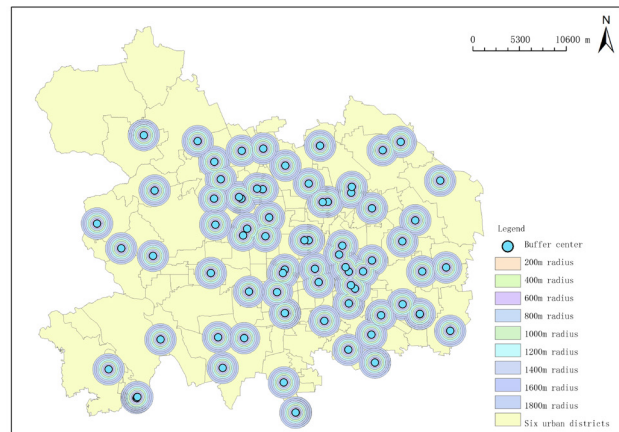 N
0 5300 10600 m
Legend
Buffer center
200m radius
400m radius
600m radius
800m radius
1000m radius
1200m radius
1400m radius
1600m radius
1800m radius
Six urban districts